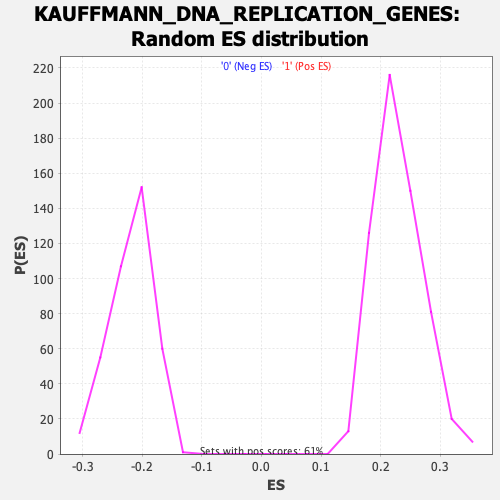 KAUFFMANN_DNA_REPLICATION_GENES:
Random ES distribution
'0' (Neg ES) '1' (Pos ES)
220
200
180
160
140
120
100
80
60
40
20
0
P(ES)
Sets with pos scores: 61%
-0.3 -0.2 -0.1 0.0 0.1 0.2 0.3
ES